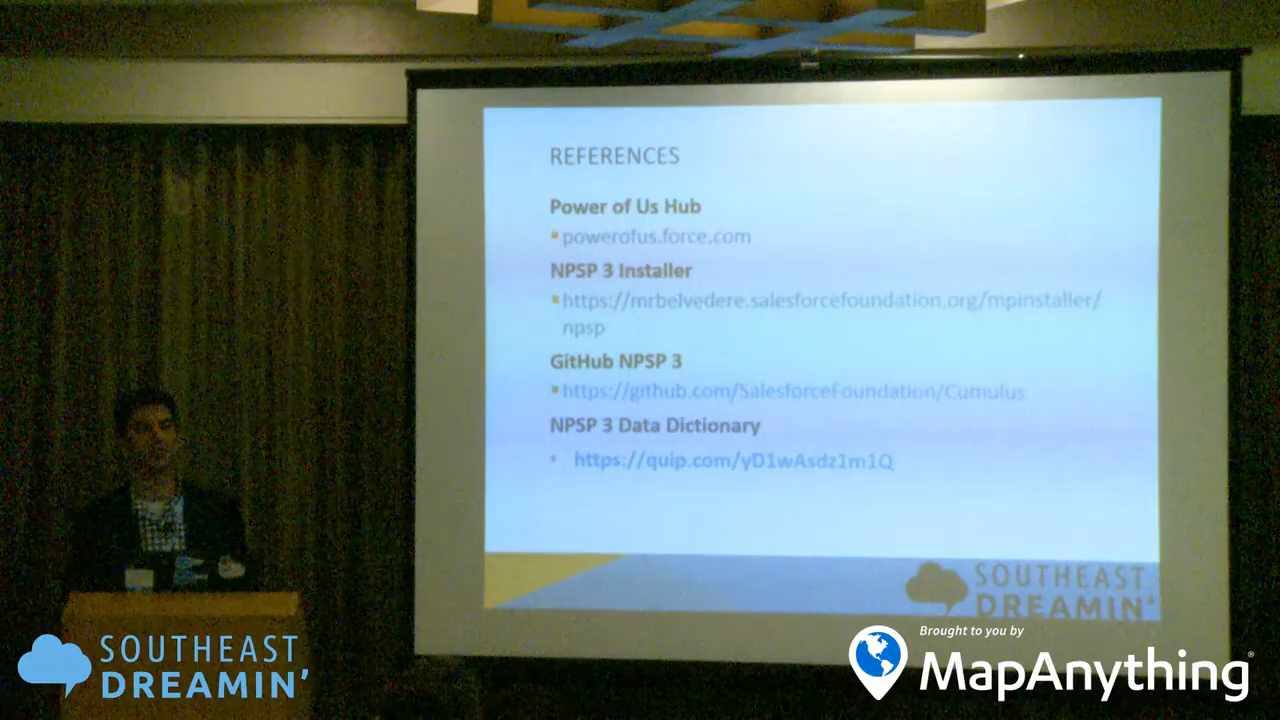 REFERENCES
Power of Us Hub
powerofus.force.com
NPSP 3 Installer
https://mrbelvedere.salesforcefoundation.org/mpinstaller/
npsp
GitHub NPSP 3
https://github.com/SalesforceFoundation/Cumulus
NPSP 3 Data Dictionary
https://quip.com/yD1wAsdz1m1Q
SOUTHEAST
DREAMIN'
SOUTHEAST
DREAMIN'
Brought to you by
MapAnything®